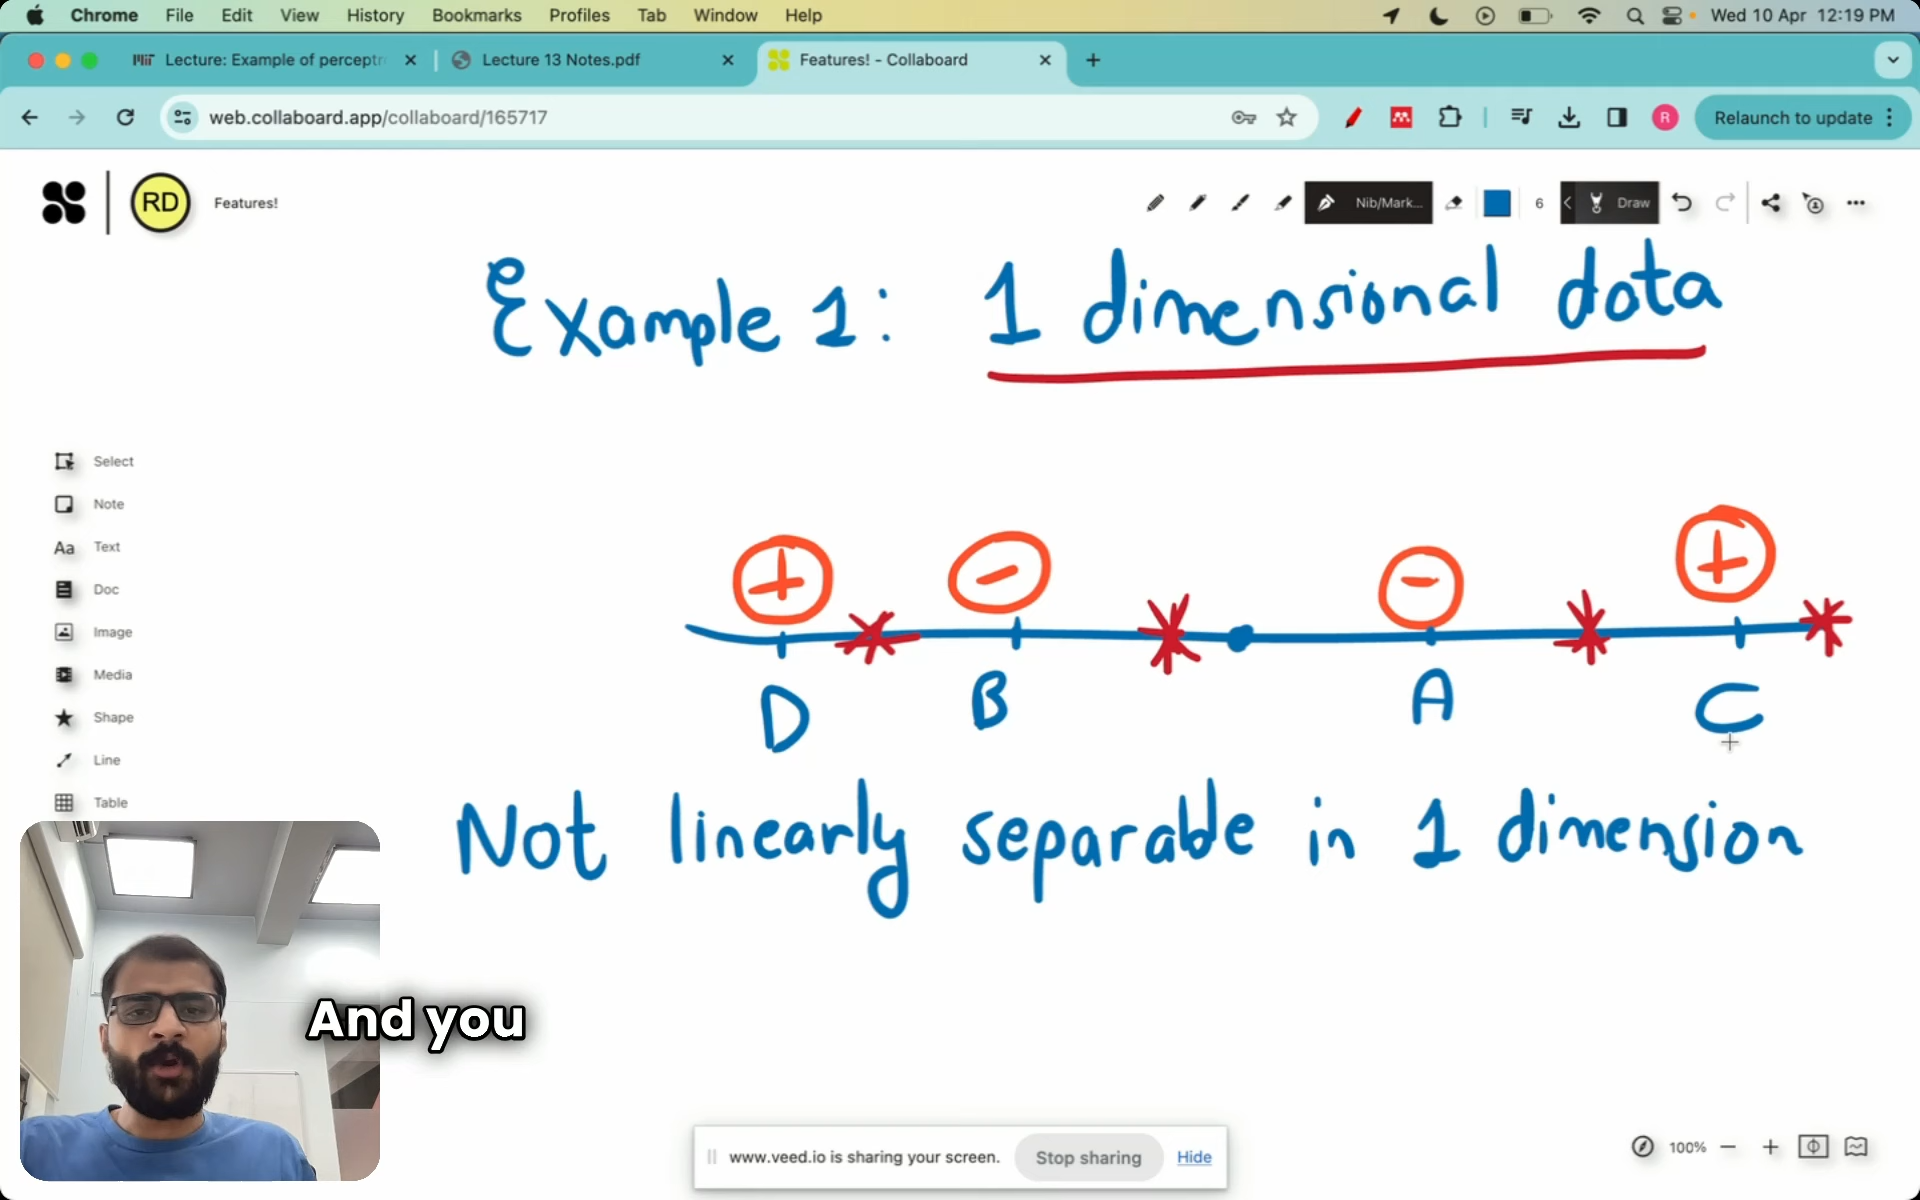 Chrome File Edit View History Bookmarks Profiles Tab Window Help Wed 10 Apr 12:19 PM
Lecture: Example of perceptr Lecture 13 Notes.pdf Features! - Collaboard
web.collaboard.app/collaboard/165717 R Relaunch to update
RD Features! Nib/Mark... 6 Draw
Example 1: 1 dimensional data
Select
Note
Aa Text
Doc
Image
Media
Shape
Line
Table
+ - - +
D B A C
Not linearly separable in 1 dimension
And you
www.veed.io is sharing your screen. Stop sharing Hide
100%